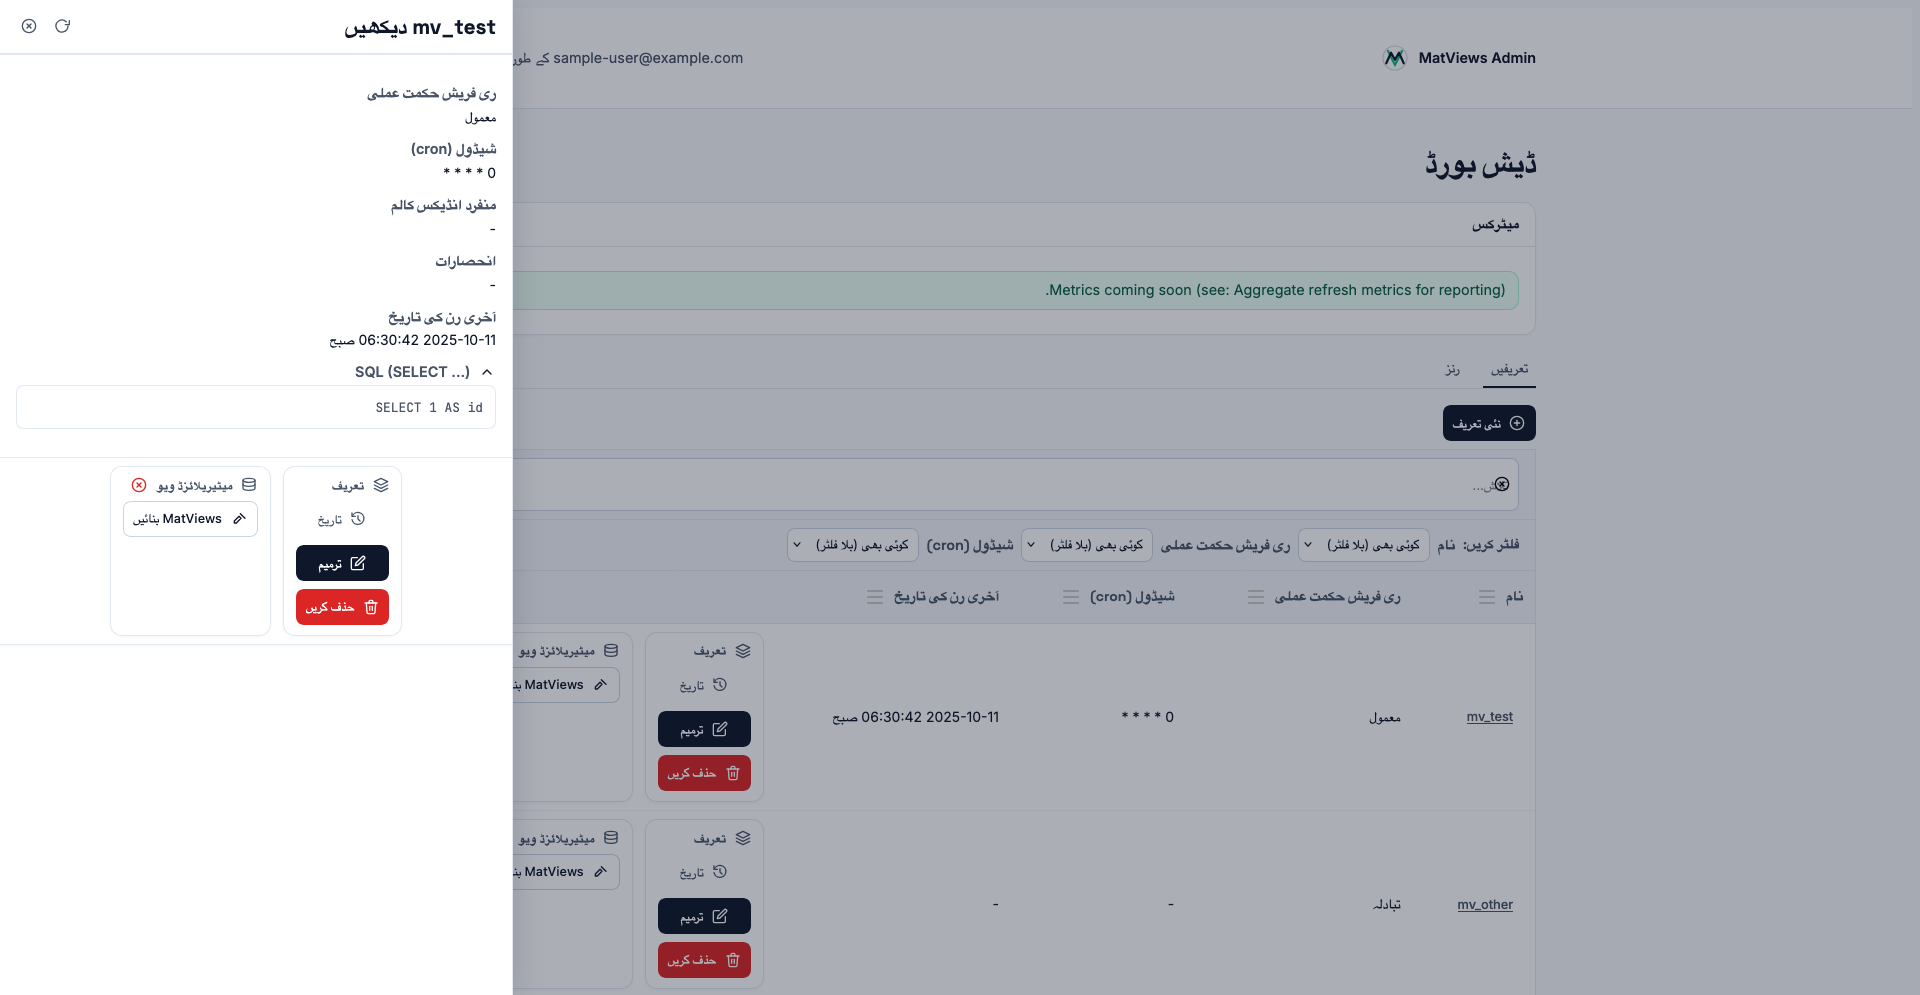 mv_test دیکھیں
ری فریش حکمت عملی
معمول
شیڈول (cron)
0 * * * *
منفرد انڈیکس کالم
-
انحصارات
-
آخری رن کی تاریخ
2025-10-11 06:30:42 صبح
SQL (SELECT …)
SELECT 1 AS id
تعریف
تاریخ
ترمیم
حذف کریں
میٹیریلائزڈ ویو
MatViews بنائیں
MatViews Admin
sample-user@example.com کے طور
ڈیش بورڈ
میٹرکس
Metrics coming soon (see: Aggregate refresh metrics for reporting).
تعریفیں
رنز
نئی تعریف
فلٹر کریں: نام کوئی بھی (بلا فلٹر) ری فریش حکمت عملی کوئی بھی (بلا فلٹر) شیڈول (cron) کوئی بھی (بلا فلٹر)
نام ری فریش حکمت عملی شیڈول (cron) آخری رن کی تاریخ
mv_test معمول 0 * * * * 2025-10-11 06:30:42 صبح
تعریف
تاریخ
ترمیم
حذف کریں
میٹیریلائزڈ ویو
MatViews
mv_other تبادلہ - -
تعریف
تاریخ
ترمیم
حذف کریں
میٹیریلائزڈ ویو
MatViews